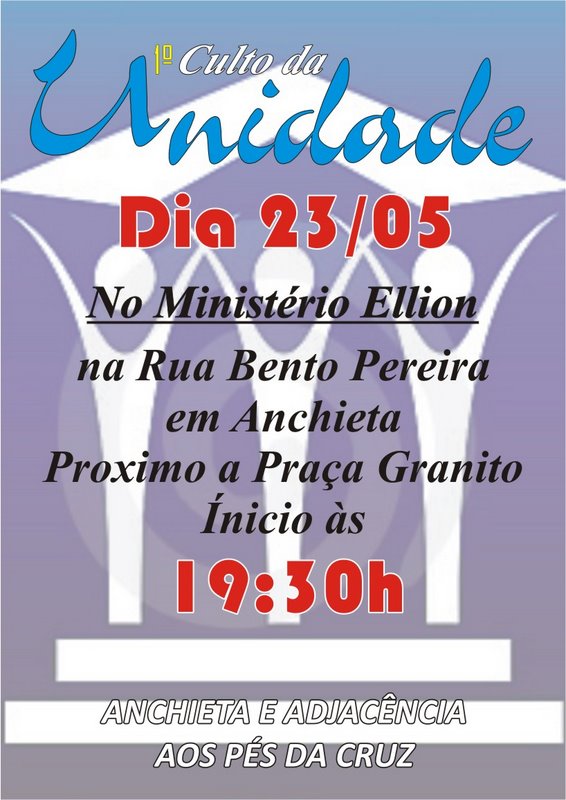 1º Culto da
Unidade
Dia 23/05
No Ministério Ellion
na Rua Bento Pereira
em Anchieta
Proximo a Praça Granito
Ínicio às
19:30h
ANCHIETA E ADJACÊNCIA
AOS PÉS DA CRUZ